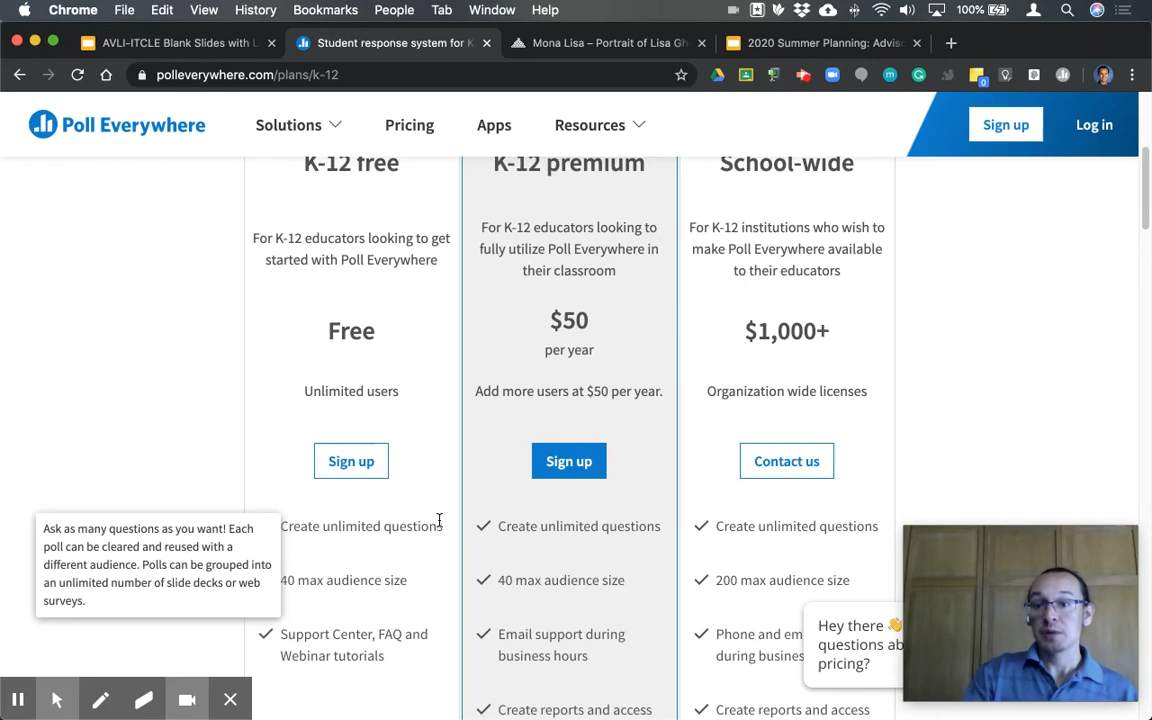 Chrome File Edit View History Bookmarks People Tab Window Help 100%
AVLI-ITCLE Blank Slides with L
Student response system for K
Mona Lisa – Portrait of Lisa Gh
2020 Summer Planning: Adviso
polleverywhere.com/plans/k-12
Poll Everywhere
Solutions
Pricing
Apps
Resources
Sign up
Log in
K-12 free
K-12 premium
School-wide
For K-12 educators looking to get
started with Poll Everywhere
For K-12 educators looking to
fully utilize Poll Everywhere in
their classroom
For K-12 institutions who wish to
make Poll Everywhere available
to their educators
Free
$50
per year
$1,000+
Unlimited users
Add more users at $50 per year.
Organization wide licenses
Sign up
Sign up
Contact us
Ask as many questions as you want! Each
poll can be cleared and reused with a
different audience. Polls can be grouped into
an unlimited number of slide decks or web
surveys.
Create unlimited questions
40 max audience size
Support Center, FAQ and
Webinar tutorials
Create unlimited questions
40 max audience size
Email support during
business hours
Create reports and access
Create unlimited questions
200 max audience size
Phone and em
during busines
Create reports and access
Hey there 👋
questions ab
pricing?